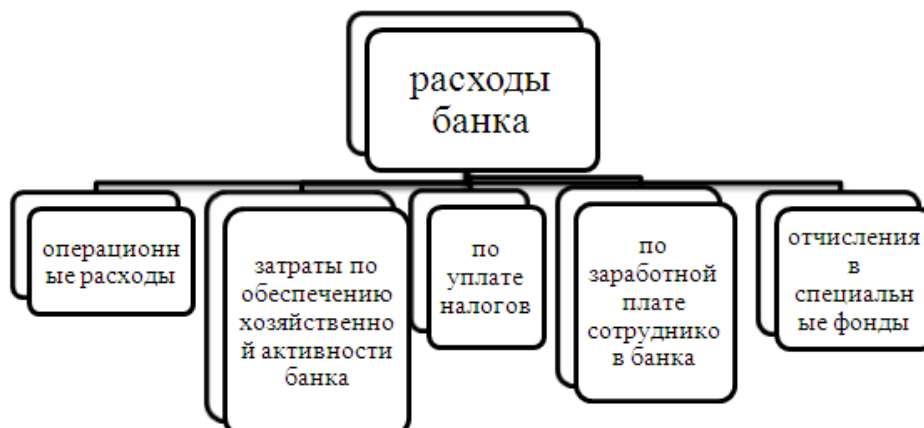 расходы
банка
операционн
ые расходы
затраты по
обеспечению
хозяйственно
й активности
банка
по
уплате
налогов
по
заработной
плате
сотруднико
в банка
отчисления
в
специальн
ые фонды